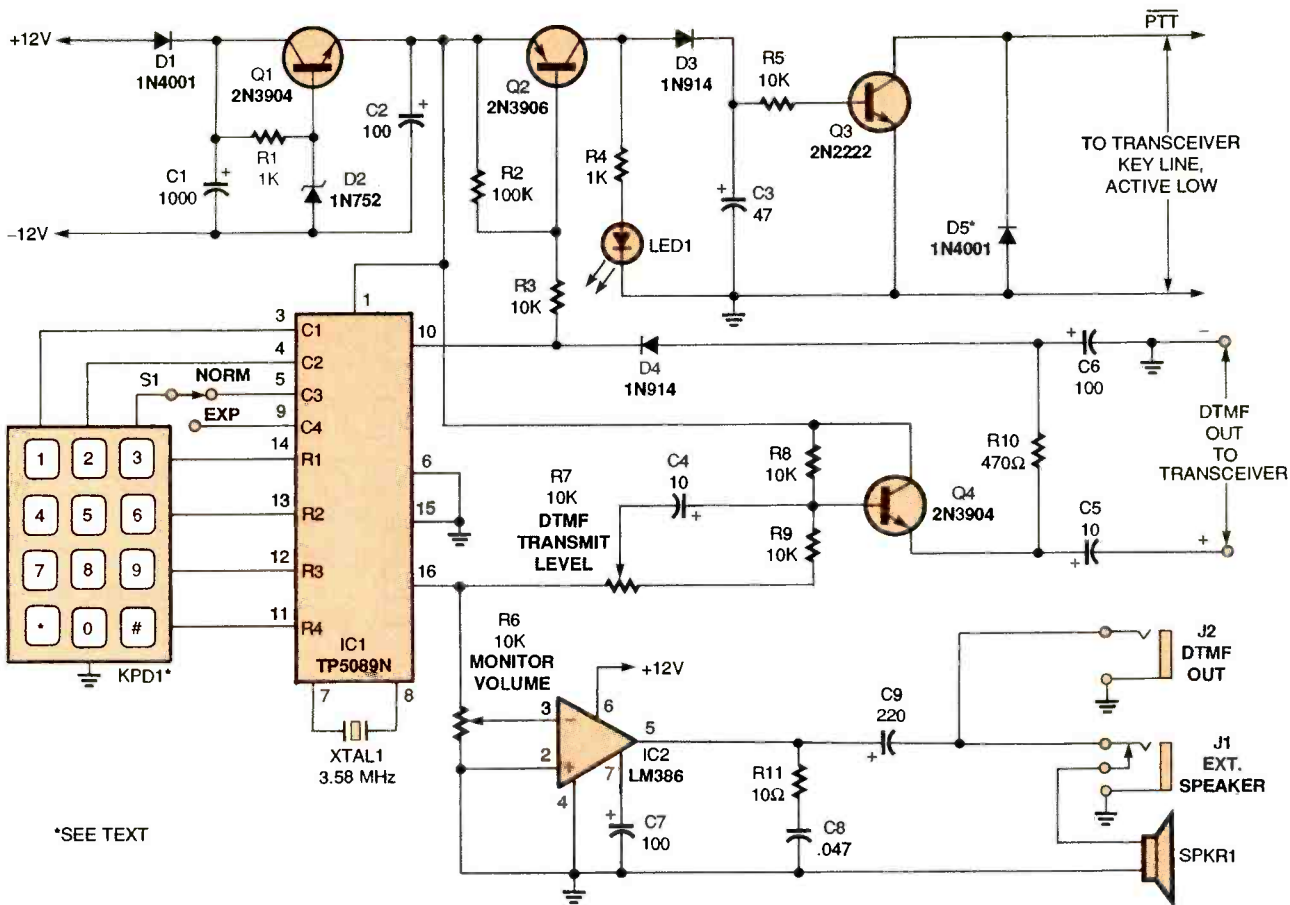 +12V
D1
1N4001
Q1
2N3904
C2
100
+
Q2
2N3906
D3
1N914
R5
10K
Q3
2N2222
PTT
TO TRANSCEIVER
KEY LINE,
ACTIVE LOW
R1
1K
C1
1000
+
D2
1N752
R2
100K
R4
1K
C3
47
+
D5*
1N4001
−12V
LED1
R3
10K
1
3
C1
4
C2
S1
NORM
5
C3
EXP
9
C4
14
R1
13
R2
12
R3
11
R4
10
6
15
16
IC1
TP5089N
7
8
XTAL1
3.58 MHz
1
2
3
4
5
6
7
8
9
*
0
#
KPD1*
D4
1N914
+
C6
100
−
DTMF
OUT
TO
TRANSCEIVER
+
R10
470Ω
C5
10
+
R8
10K
Q4
2N3904
R9
10K
C4
10
+
R7
10K
DTMF
TRANSMIT
LEVEL
R6
10K
MONITOR
VOLUME
+12V
3
−
6
5
2
+
7
4
IC2
LM386
C7
100
+
R11
10Ω
C8
.047
C9
220
+
J2
DTMF
OUT
J1
EXT.
SPEAKER
SPKR1
*SEE TEXT